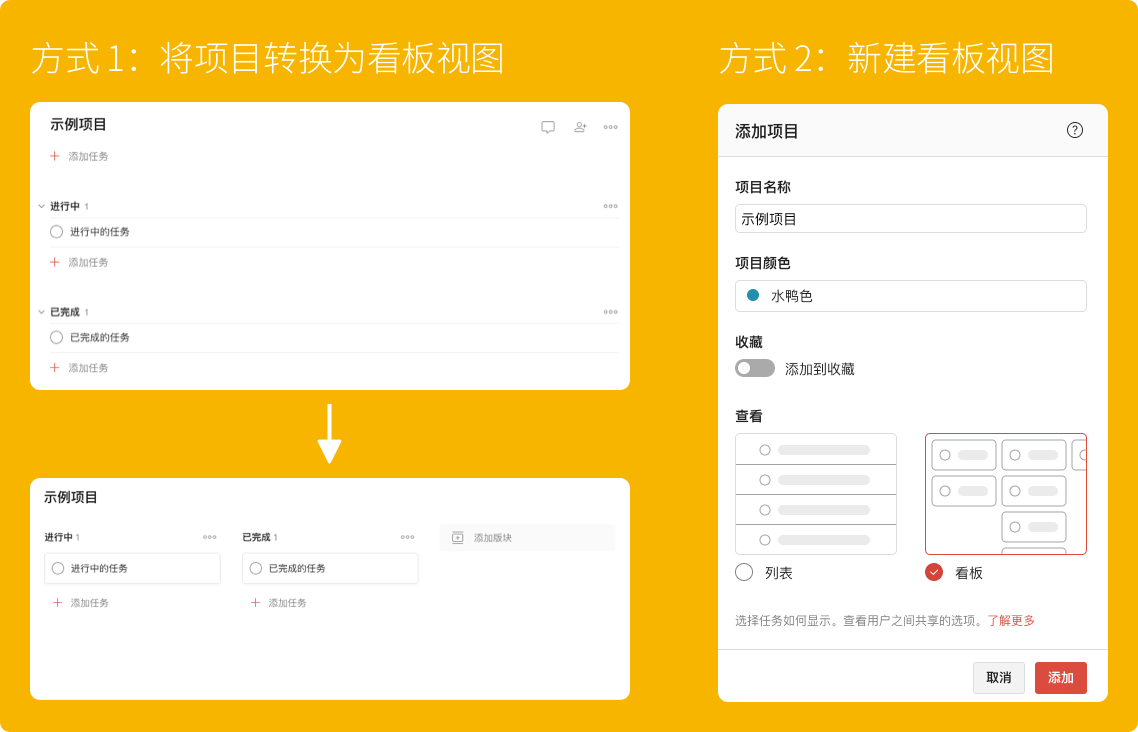 方式 1：将项目转换为看板视图
示例项目
添加任务
进行中 1
进行中的任务
添加任务
已完成 1
已完成的任务
添加任务
示例项目
进行中 1
已完成 1
添加版块
进行中的任务
已完成的任务
添加任务
添加任务
方式 2：新建看板视图
添加项目
?
项目名称
示例项目
项目颜色
水鸭色
收藏
添加到收藏
查看
列表
看板
选择任务如何显示。查看用户之间共享的选项。了解更多
取消
添加